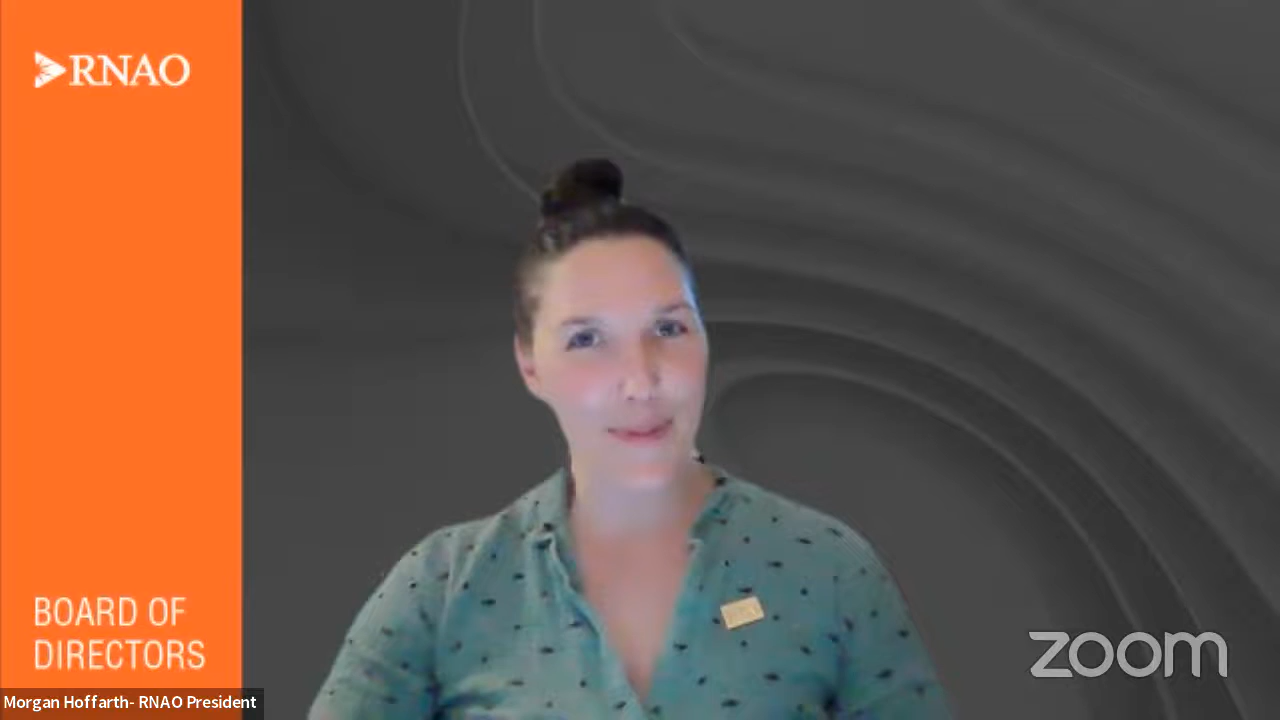 RNAO
BOARD OF
DIRECTORS
Morgan Hoffarth- RNAO President
zoom